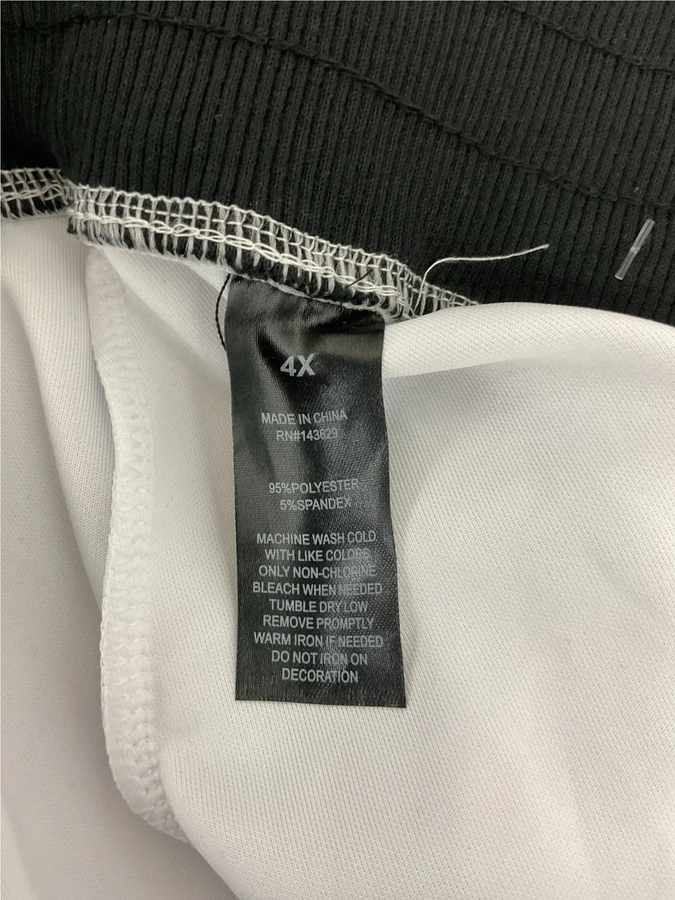 4X
MADE IN CHINA
RN#143629
95%POLYESTER
5%SPANDEX
MACHINE WASH COLD
WITH LIKE COLORS
ONLY NON-CHLORINE
BLEACH WHEN NEEDED
TUMBLE DRY LOW
REMOVE PROMPTLY
WARM IRON IF NEEDED
DO NOT IRON ON
DECORATION